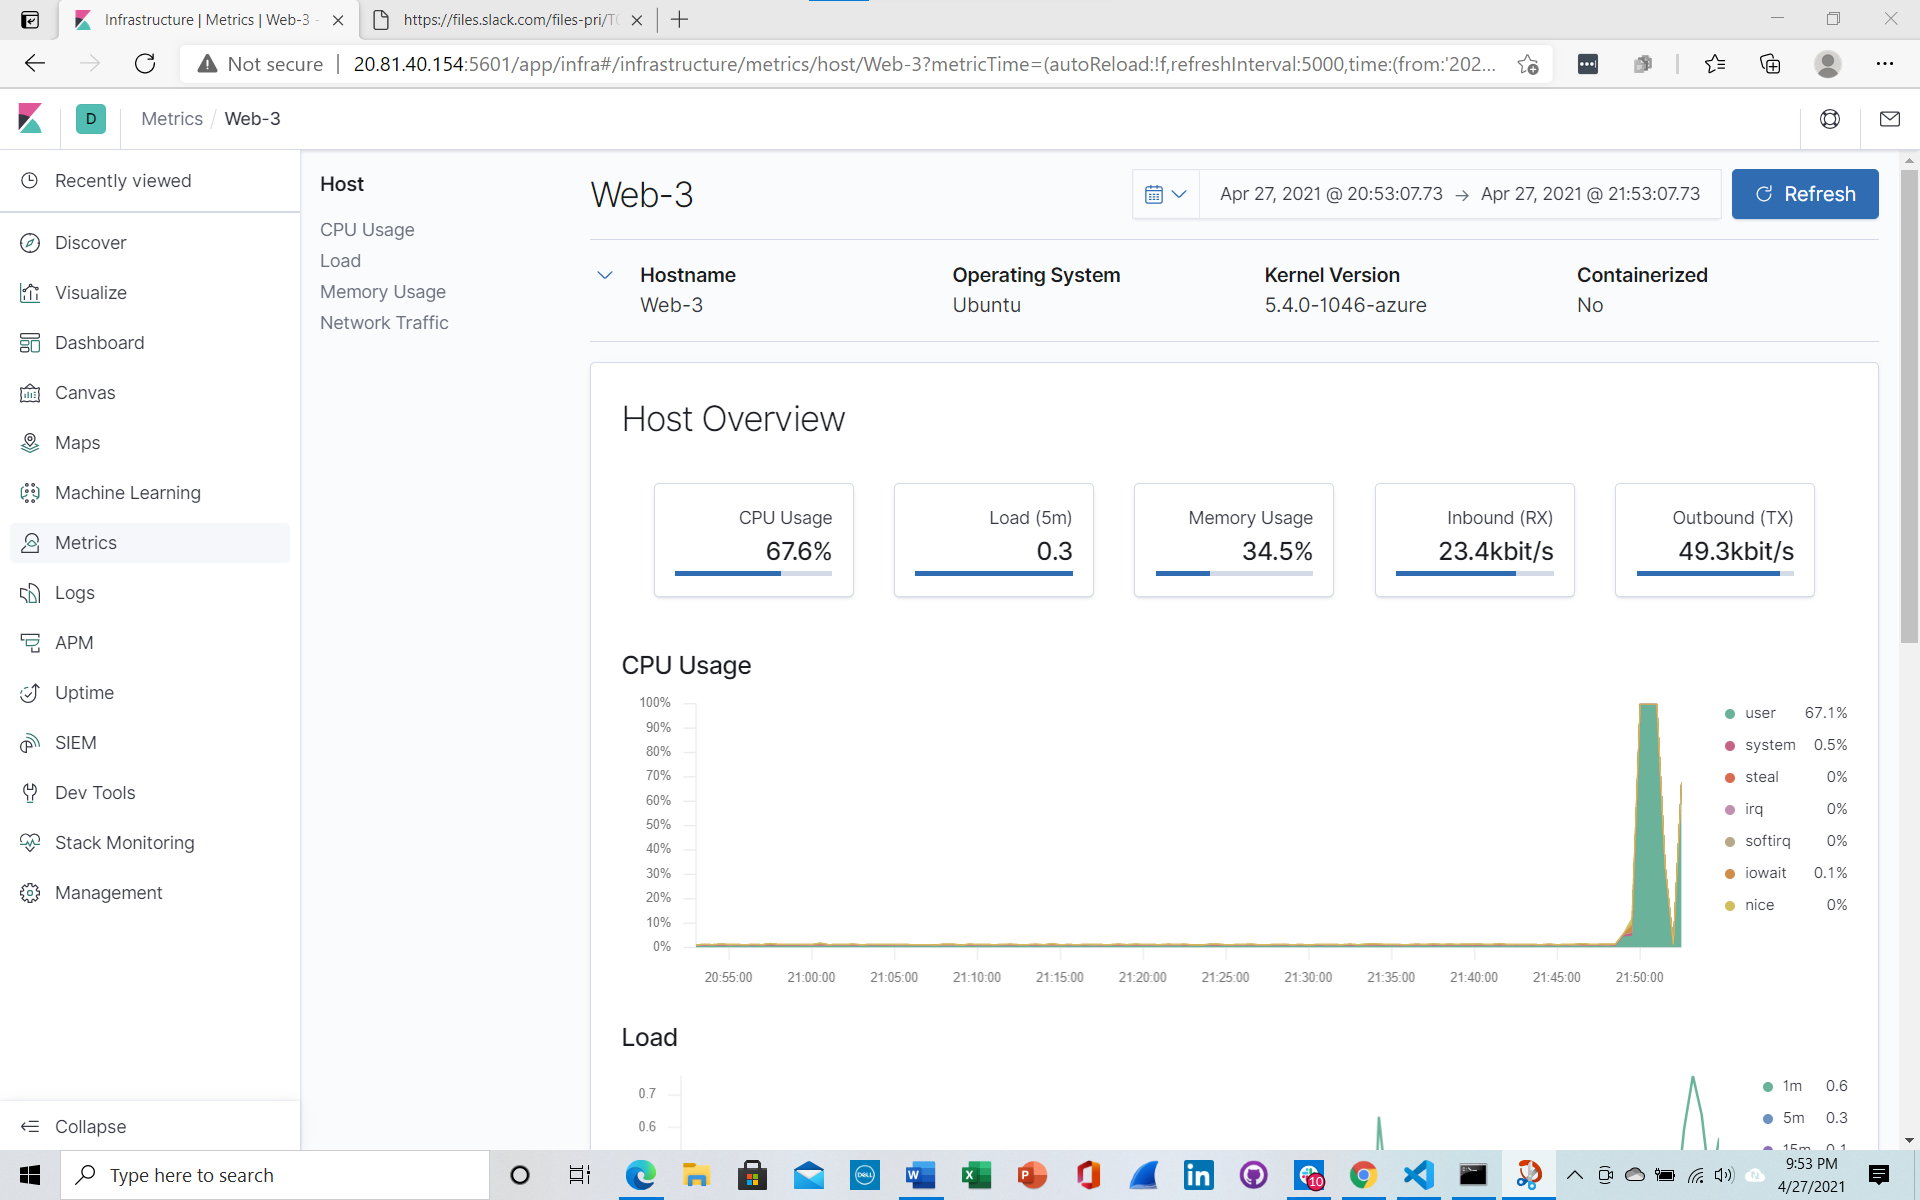 Infrastructure | Metrics | Web-3 -
https://files.slack.com/files-pri/T0
Not secure
20.81.40.154:5601/app/infra#/infrastructure/metrics/host/Web-3?metricTime=(autoReload:!f,refreshInterval:5000,time:(from:'202...
D
Metrics / Web-3
Recently viewed
Discover
Visualize
Dashboard
Canvas
Maps
Machine Learning
Metrics
Logs
APM
Uptime
SIEM
Dev Tools
Stack Monitoring
Management
Collapse
Host
CPU Usage
Load
Memory Usage
Network Traffic
Web-3
Apr 27, 2021 @ 20:53:07.73 → Apr 27, 2021 @ 21:53:07.73
Refresh
Hostname
Web-3
Operating System
Ubuntu
Kernel Version
5.4.0-1046-azure
Containerized
No
Host Overview
CPU Usage
67.6%
Load (5m)
0.3
Memory Usage
34.5%
Inbound (RX)
23.4kbit/s
Outbound (TX)
49.3kbit/s
CPU Usage
100%
90%
80%
70%
60%
50%
40%
30%
20%
10%
0%
20:55:00 21:00:00 21:05:00 21:10:00 21:15:00 21:20:00 21:25:00 21:30:00 21:35:00 21:40:00 21:45:00 21:50:00
user 67.1%
system 0.5%
steal 0%
irq 0%
softirq 0%
iowait 0.1%
nice 0%
Load
0.7
0.6
1m 0.6
5m 0.3
15m 0.1
Type here to search
DELL
10
9:53 PM
4/27/2021